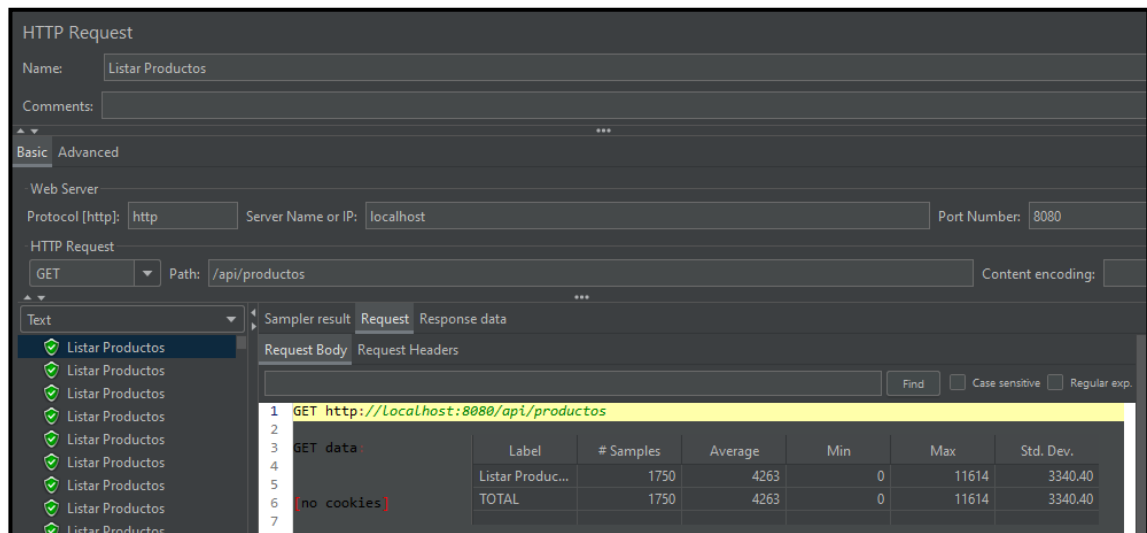 HTTP Request
Name: Listar Productos
Comments:
Basic Advanced
Web Server
Protocol [http]: http Server Name or IP: localhost Port Number: 8080
HTTP Request
GET Path: /api/productos Content encoding:
Text
Listar Productos
Listar Productos
Listar Productos
Listar Productos
Listar Productos
Listar Productos
Listar Productos
Listar Productos
Listar Productos
Sampler result Request Response data
Request Body Request Headers
Find Case sensitive Regular exp.
1 GET http://localhost:8080/api/productos
2
3 GET data
4
5
6 [no cookies]
7
Label # Samples Average Min Max Std. Dev.
Listar Produc... 1750 4263 0 11614 3340.40
TOTAL 1750 4263 0 11614 3340.40